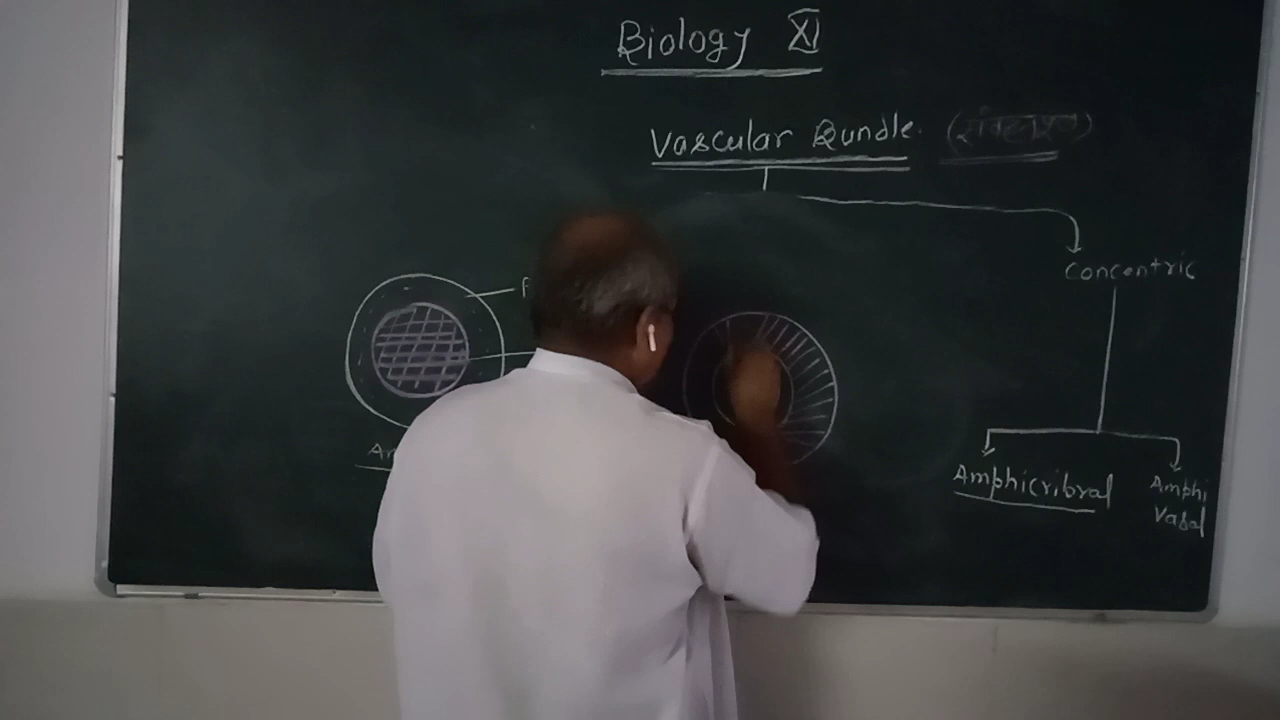 Biology XI
Vascular Bundle.
Concentric
Amphicribral
Amphi
Vasal